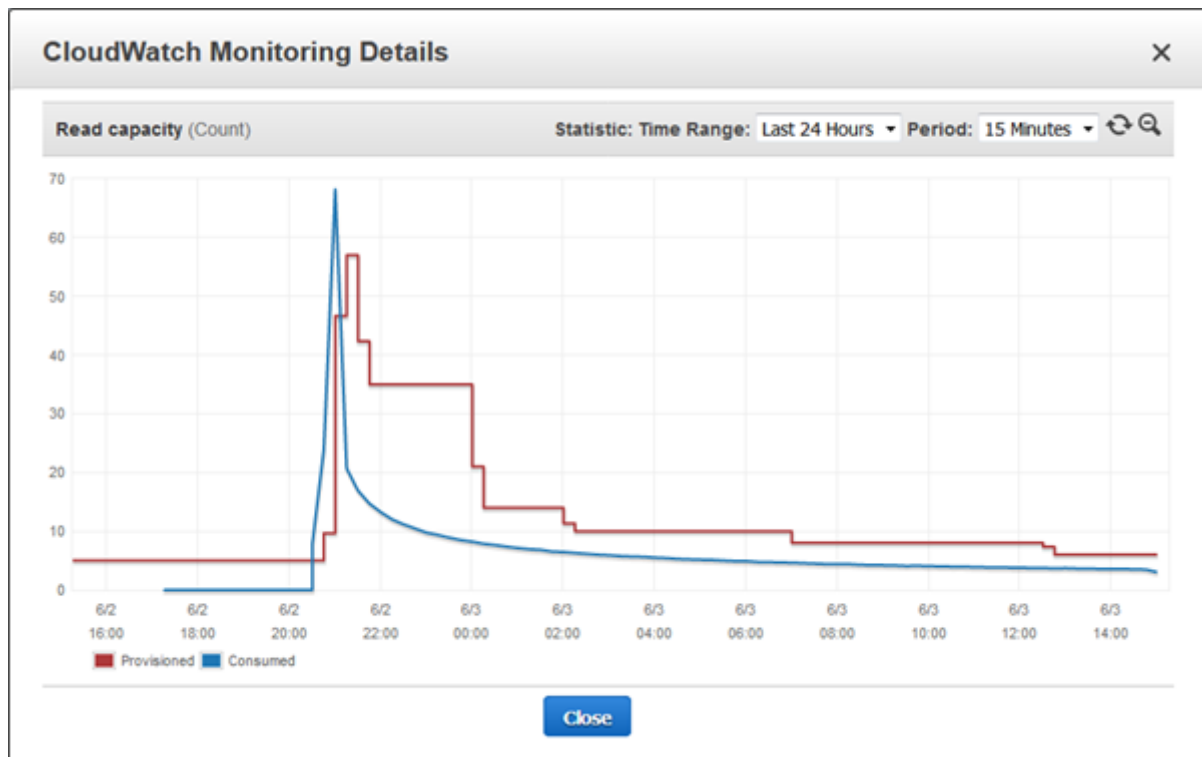 CloudWatch Monitoring Details ×
Read capacity (Count) Statistic: Time Range: Last 24 Hours Period: 15 Minutes
70
60
50
40
30
20
10
0
6/2 6/2 6/2 6/2 6/3 6/3 6/3 6/3 6/3 6/3 6/3 6/3
16:00 18:00 20:00 22:00 00:00 02:00 04:00 06:00 08:00 10:00 12:00 14:00
Provisioned Consumed
Close